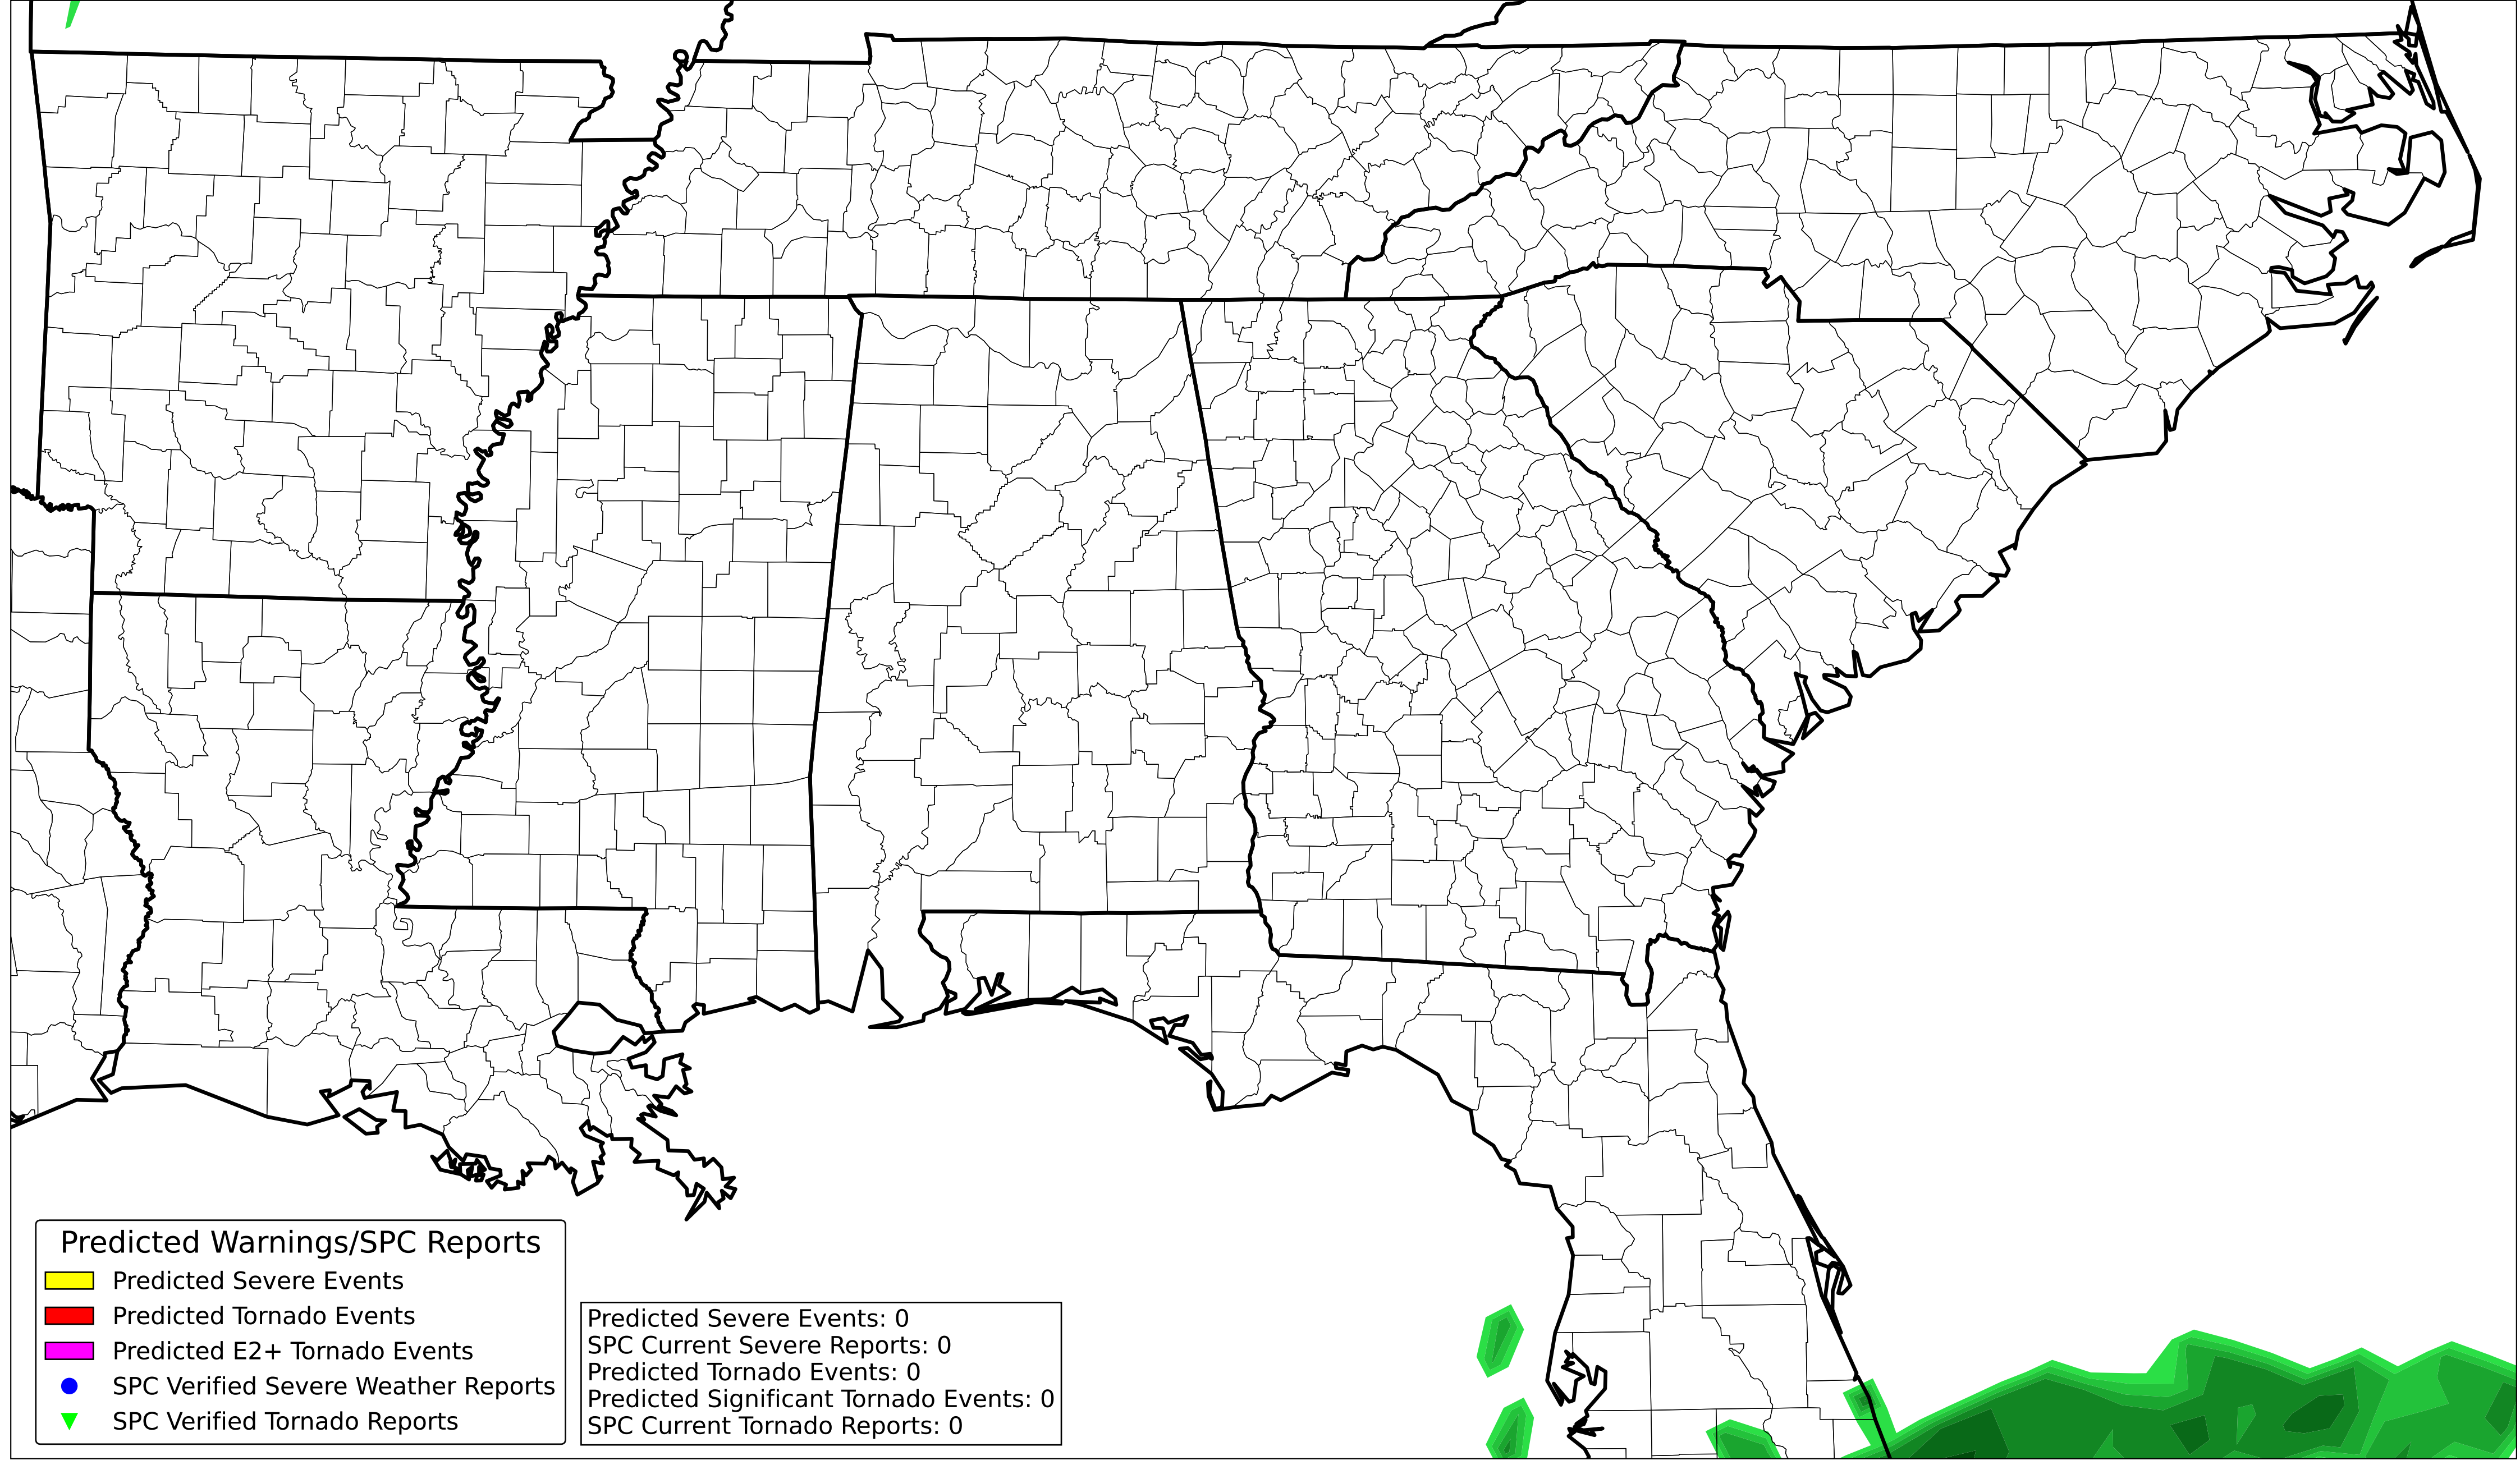 Predicted Warnings/SPC Reports
Predicted Severe Events
Predicted Tornado Events
Predicted E2+ Tornado Events
SPC Verified Severe Weather Reports
SPC Verified Tornado Reports
Predicted Severe Events: 0
SPC Current Severe Reports: 0
Predicted Tornado Events: 0
Predicted Significant Tornado Events: 0
SPC Current Tornado Reports: 0